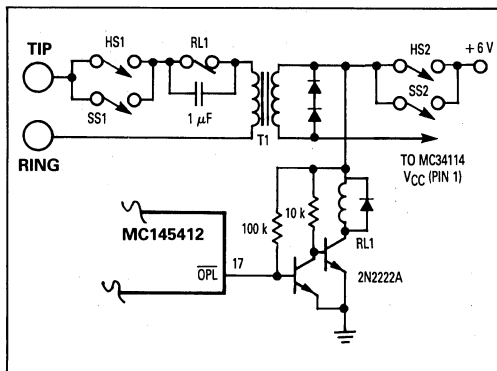 TIP
HS1
RL1
HS2
+ 6 V
SS1
1 μF
T1
SS2
RING
TO MC34114
VCC (PIN 1)
MC145412
100 k
10 k
RL1
OPL
17
2N2222A